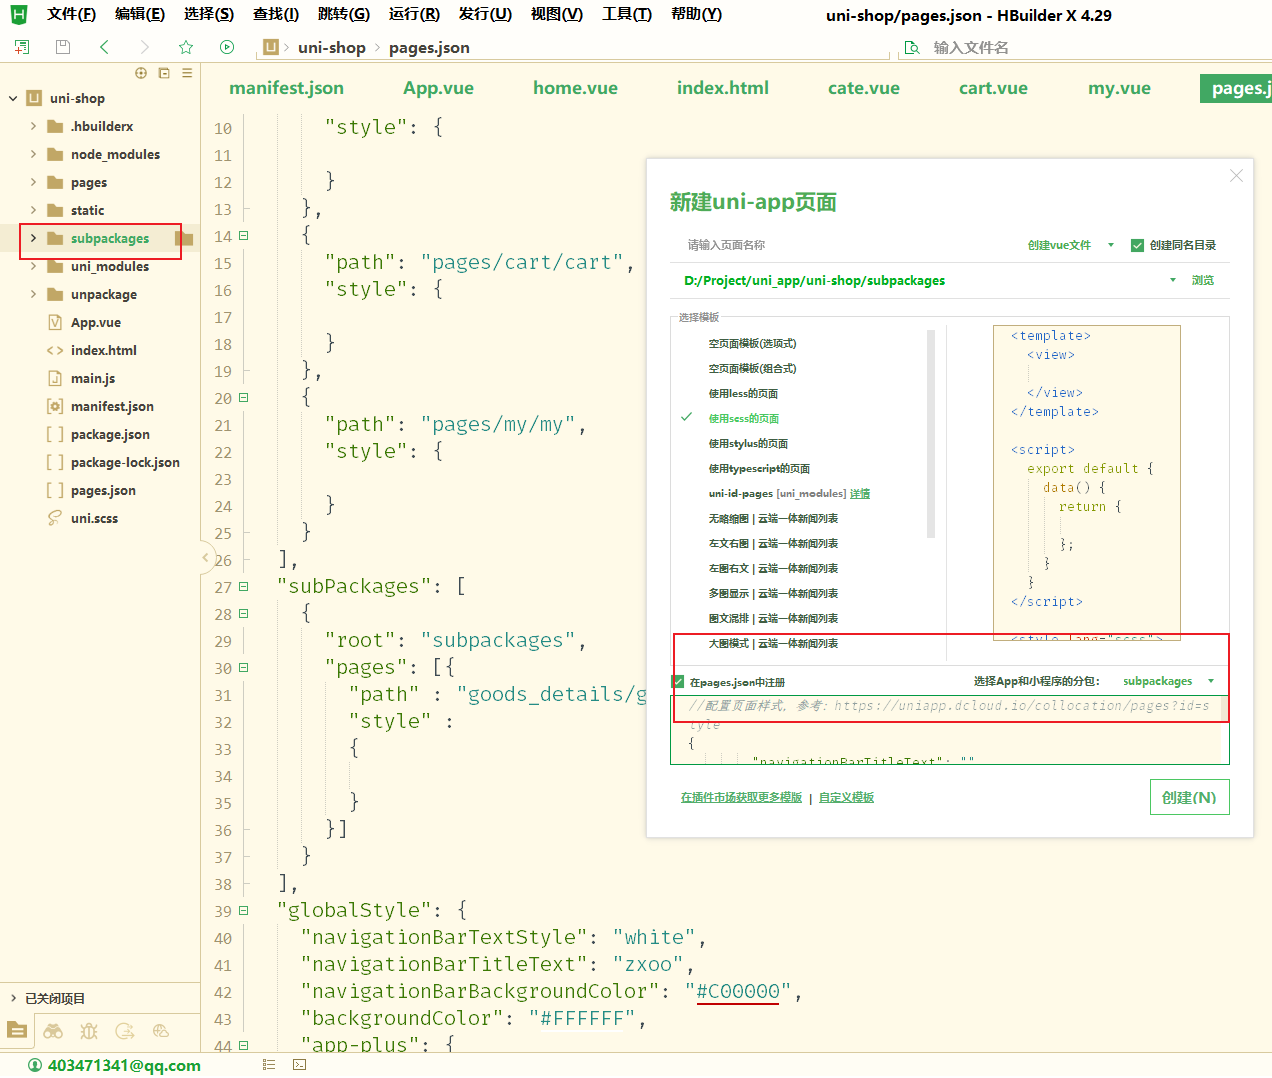 文件(F) 编辑(E) 选择(S) 查找(I) 跳转(G) 运行(R) 发行(U) 视图(V) 工具(T) 帮助(Y) uni-shop/pages.json - HBuilder X 4.29
uni-shop pages.json 输入文件名
manifest.json App.vue home.vue index.html cate.vue cart.vue my.vue pages.j
uni-shop
.hbuilderx
node_modules
pages
static
subpackages
uni_modules
unpackage
App.vue
index.html
main.js
manifest.json
package.json
package-lock.json
pages.json
uni.scss
已关闭项目
403471341@qq.com
10 "style": {
11
12 }
13 },
14 {
15 "path": "pages/cart/cart",
16 "style": {
17
18 }
19 },
20 {
21 "path": "pages/my/my",
22 "style": {
23
24 }
25 }
26 ],
27 "subPackages": [
28 {
29 "root": "subpackages",
30 "pages": [{
31 "path" : "goods_details/g
32 "style" :
33 {
34
35 }
36 }]
37 }
38 ],
39 "globalStyle": {
40 "navigationBarTextStyle": "white",
41 "navigationBarTitleText": "zxoo",
42 "navigationBarBackgroundColor": "#C00000",
43 "backgroundColor": "#FFFFFF",
44 "app-plus": {
新建uni-app页面
请输入页面名称 创建vue文件 创建同名目录
D:/Project/uni_app/uni-shop/subpackages 浏览
选择模板
空页面模板(选项式)
空页面模板(组合式)
使用less的页面
使用scss的页面
使用stylus的页面
使用typescript的页面
uni-id-pages [uni_modules] 详情
无略缩图 | 云端一体新闻列表
左文右图 | 云端一体新闻列表
左图右文 | 云端一体新闻列表
多图显示 | 云端一体新闻列表
图文混排 | 云端一体新闻列表
大图模式 | 云端一体新闻列表
<template>
<view>
</view>
</template>
<script>
export default {
data() {
return {
};
}
}
</script>
<style lang="scss">
在pages.json中注册 选择App和小程序的分包： subpackages
//配置页面样式, 参考: https://uniapp.dcloud.io/collocation/pages?id=s
tyle
{
"navigationBarTitleText": ""
在插件市场获取更多模版 | 自定义模板
创建(N)